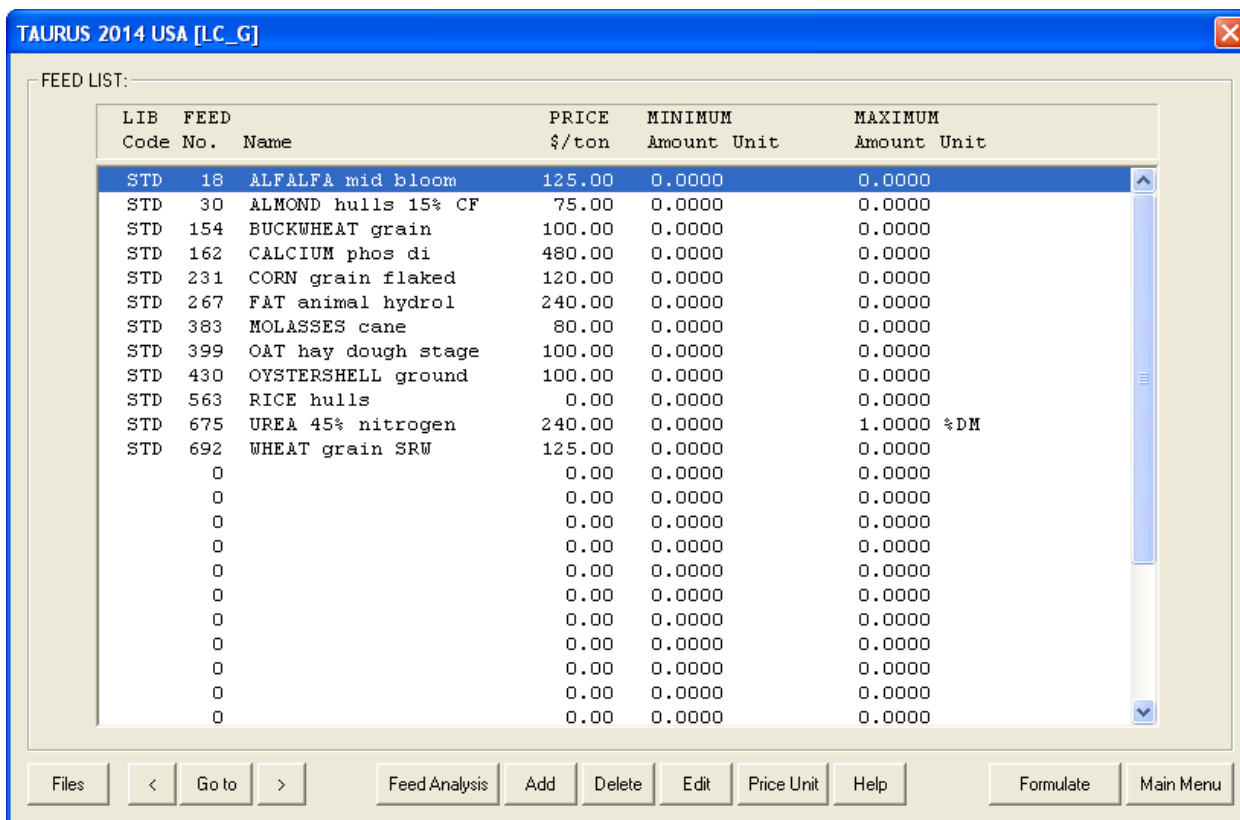 TAURUS 2014 USA [LC_G]
FEED LIST:
LIB FEED PRICE MINIMUM MAXIMUM
Code No. Name $/ton Amount Unit Amount Unit
STD 18 ALFALFA mid bloom 125.00 0.0000 0.0000
STD 30 ALMOND hulls 15% CF 75.00 0.0000 0.0000
STD 154 BUCKWHEAT grain 100.00 0.0000 0.0000
STD 162 CALCIUM phos di 480.00 0.0000 0.0000
STD 231 CORN grain flaked 120.00 0.0000 0.0000
STD 267 FAT animal hydrol 240.00 0.0000 0.0000
STD 383 MOLASSES cane 80.00 0.0000 0.0000
STD 399 OAT hay dough stage 100.00 0.0000 0.0000
STD 430 OYSTERSHELL ground 100.00 0.0000 0.0000
STD 563 RICE hulls 0.00 0.0000 0.0000
STD 675 UREA 45% nitrogen 240.00 0.0000 1.0000 %DM
STD 692 WHEAT grain SRW 125.00 0.0000 0.0000
0 0.00 0.0000 0.0000
0 0.00 0.0000 0.0000
0 0.00 0.0000 0.0000
0 0.00 0.0000 0.0000
0 0.00 0.0000 0.0000
0 0.00 0.0000 0.0000
0 0.00 0.0000 0.0000
0 0.00 0.0000 0.0000
0 0.00 0.0000 0.0000
0 0.00 0.0000 0.0000
0 0.00 0.0000 0.0000
Files < Go to > Feed Analysis Add Delete Edit Price Unit Help Formulate Main Menu